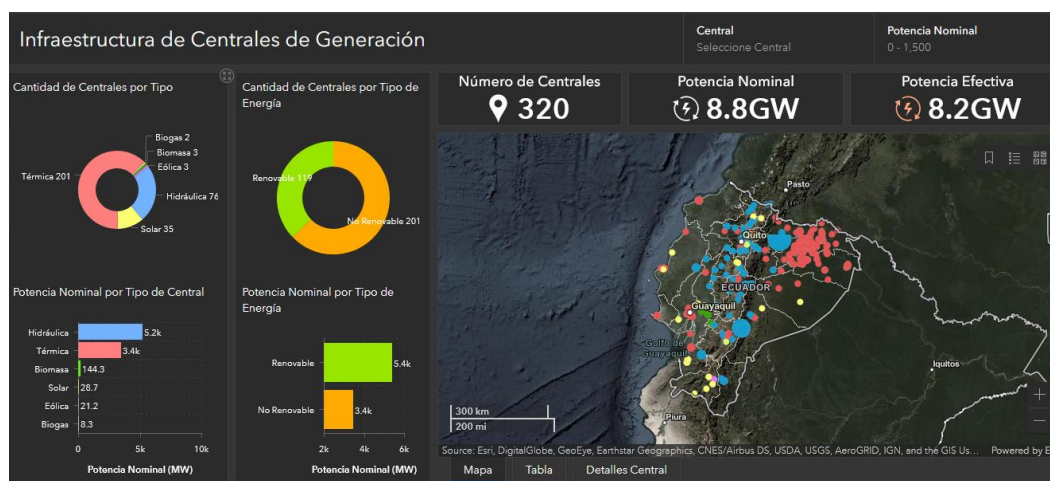 Infraestructura de Centrales de Generación
Central
Seleccione Central
Potencia Nominal
0 - 1,500
Cantidad de Centrales por Tipo
Biogas 2
Biomasa 3
Eólica 3
Térmica 201
Hidráulica 76
Solar 35
Cantidad de Centrales por Tipo de
Energía
Renovable 119
No Renovable 201
Número de Centrales
320
Potencia Nominal
8.8GW
Potencia Efectiva
8.2GW
Pasto
Quito
ECUADOR
Guayaquil
Golfo de
Guayaquil
Iquitos
Piura
300 km
200 mi
+
−
Source: Esri, DigitalGlobe, GeoEye, Earthstar Geographics, CNES/Airbus DS, USDA, USGS, AeroGRID, IGN, and the GIS Us...
Powered by E
Potencia Nominal por Tipo de Central
Hidráulica
5.2k
Térmica
3.4k
Biomasa
144.3
Solar
28.7
Eólica
21.2
Biogas
8.3
0 5k 10k
Potencia Nominal (MW)
Potencia Nominal por Tipo de
Energía
Renovable
5.4k
No Renovable
3.4k
2k 4k 6k
Potencia Nominal (MW)
Mapa
Tabla
Detalles Central